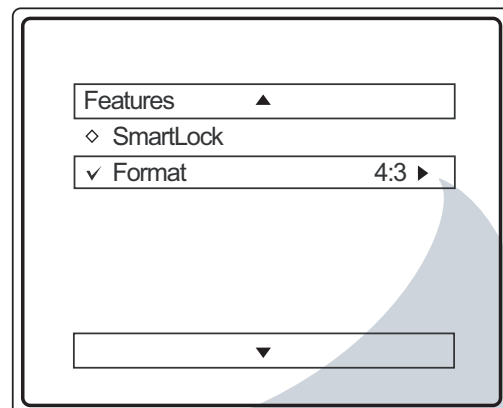 Features ▲
◇ SmartLock
✓ Format 4:3 ▶
▼